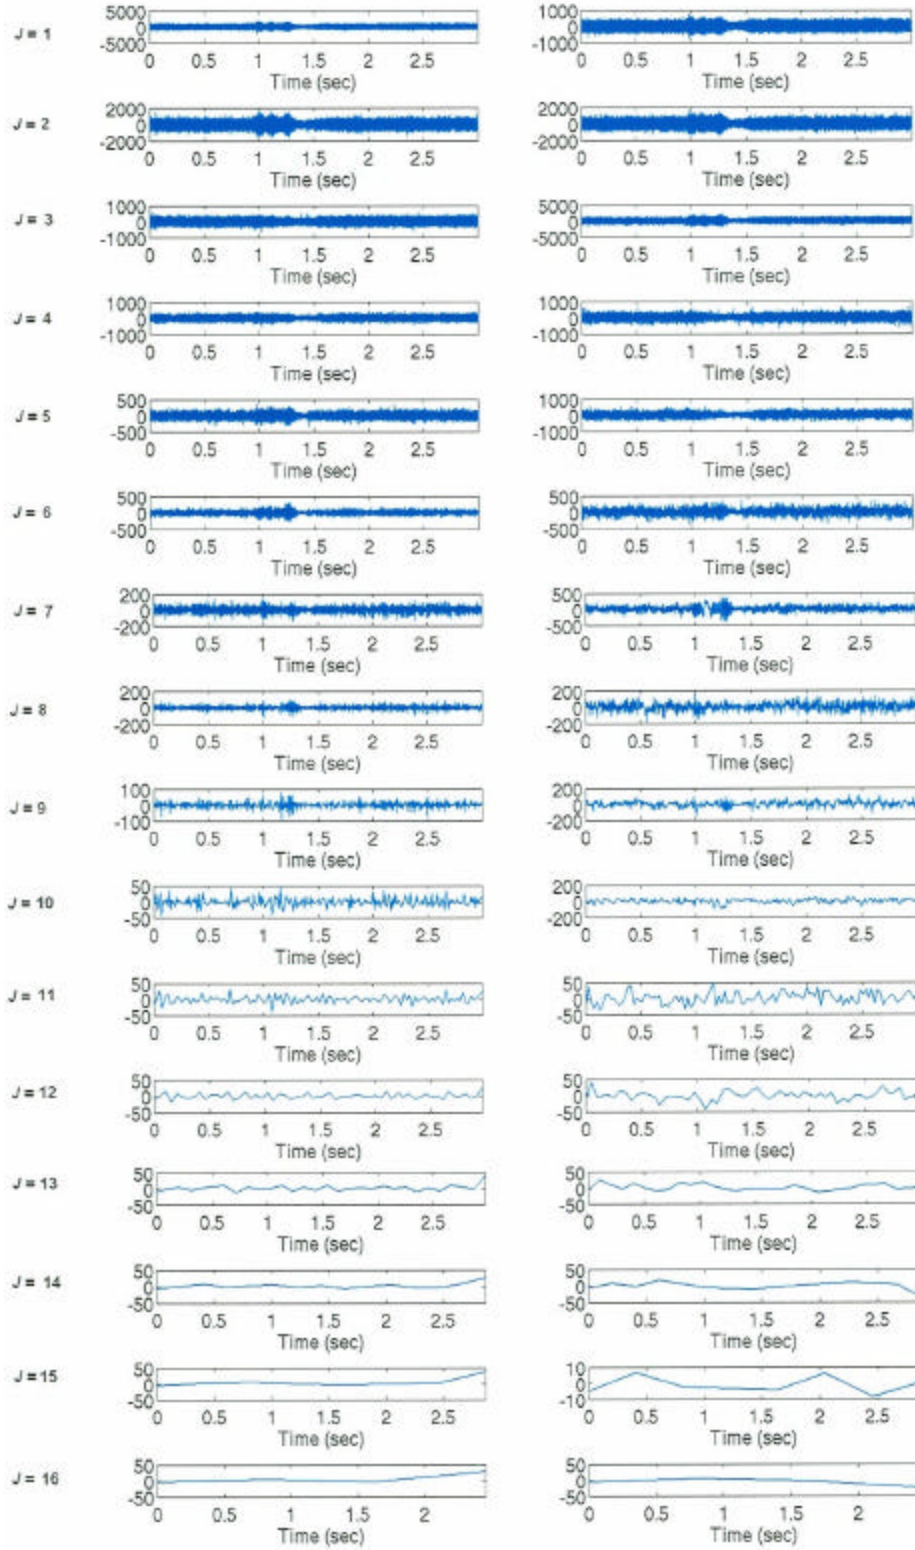 5000 1000
J = 1 0 0
-5000 -1000
0 0.5 1 1.5 2 2.5 0 0.5 1 1.5 2 2.5
Time (sec) Time (sec)
2000 2000
J = 2 0 0
-2000 -2000
0 0.5 1 1.5 2 2.5 0 0.5 1 1.5 2 2.5
Time (sec) Time (sec)
1000 5000
J = 3 0 0
-1000 -5000
0 0.5 1 1.5 2 2.5 0 0.5 1 1.5 2 2.5
Time (sec) Time (sec)
1000 1000
J = 4 0 0
-1000 -1000
0 0.5 1 1.5 2 2.5 0 0.5 1 1.5 2 2.5
Time (sec) Time (sec)
500 1000
J = 5 0 0
-500 -1000
0 0.5 1 1.5 2 2.5 0 0.5 1 1.5 2 2.5
Time (sec) Time (sec)
500 500
J = 6 0 0
-500 -500
0 0.5 1 1.5 2 2.5 0 0.5 1 1.5 2 2.5
Time (sec) Time (sec)
200 500
J = 7 0 0
-200 -500
0 0.5 1 1.5 2 2.5 0 0.5 1 1.5 2 2.5
Time (sec) Time (sec)
200 200
J = 8 0 0
-200 -200
0 0.5 1 1.5 2 2.5 0 0.5 1 1.5 2 2.5
Time (sec) Time (sec)
100 200
J = 9 0 0
-100 -200
0 0.5 1 1.5 2 2.5 0 0.5 1 1.5 2 2.5
Time (sec) Time (sec)
50 200
J = 10 0 0
-50 -200
0 0.5 1 1.5 2 2.5 0 0.5 1 1.5 2 2.5
Time (sec) Time (sec)
50 50
J = 11 0 0
-50 -50
0 0.5 1 1.5 2 2.5 0 0.5 1 1.5 2 2.5
Time (sec) Time (sec)
50 50
J = 12 0 0
-50 -50
0 0.5 1 1.5 2 2.5 0 0.5 1 1.5 2 2.5
Time (sec) Time (sec)
50 50
J = 13 0 0
-50 -50
0 0.5 1 1.5 2 2.5 0 0.5 1 1.5 2 2.5
Time (sec) Time (sec)
50 50
J = 14 0 0
-50 -50
0 0.5 1 1.5 2 2.5 0 0.5 1 1.5 2 2.5
Time (sec) Time (sec)
50 10
J = 15 0 0
-50 -10
0 0.5 1 1.5 2 2.5 0 0.5 1 1.5 2 2.5
Time (sec) Time (sec)
50 50
J = 16 0 0
-50 -50
0 0.5 1 1.5 2 0 16.5 1 1.5 2
Time (sec) Time (sec)